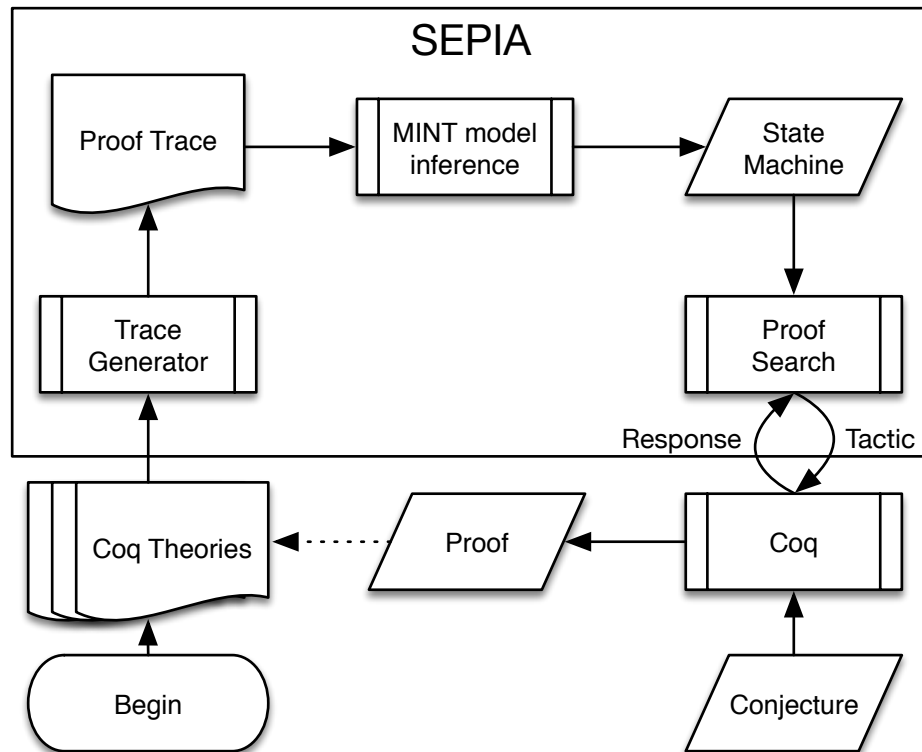 SEPIA
Proof Trace
MINT model
inference
State
Machine
Trace
Generator
Proof
Search
Response
Tactic
Coq Theories
Proof
Coq
Begin
Conjecture